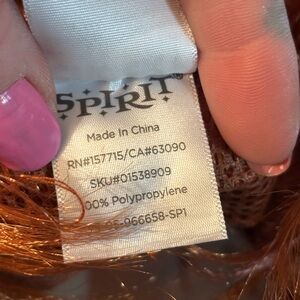 SPIRIT
Made in China
RN#157715/CA#63090
SKU#01538909
00% Polypropylene
066658-SP1